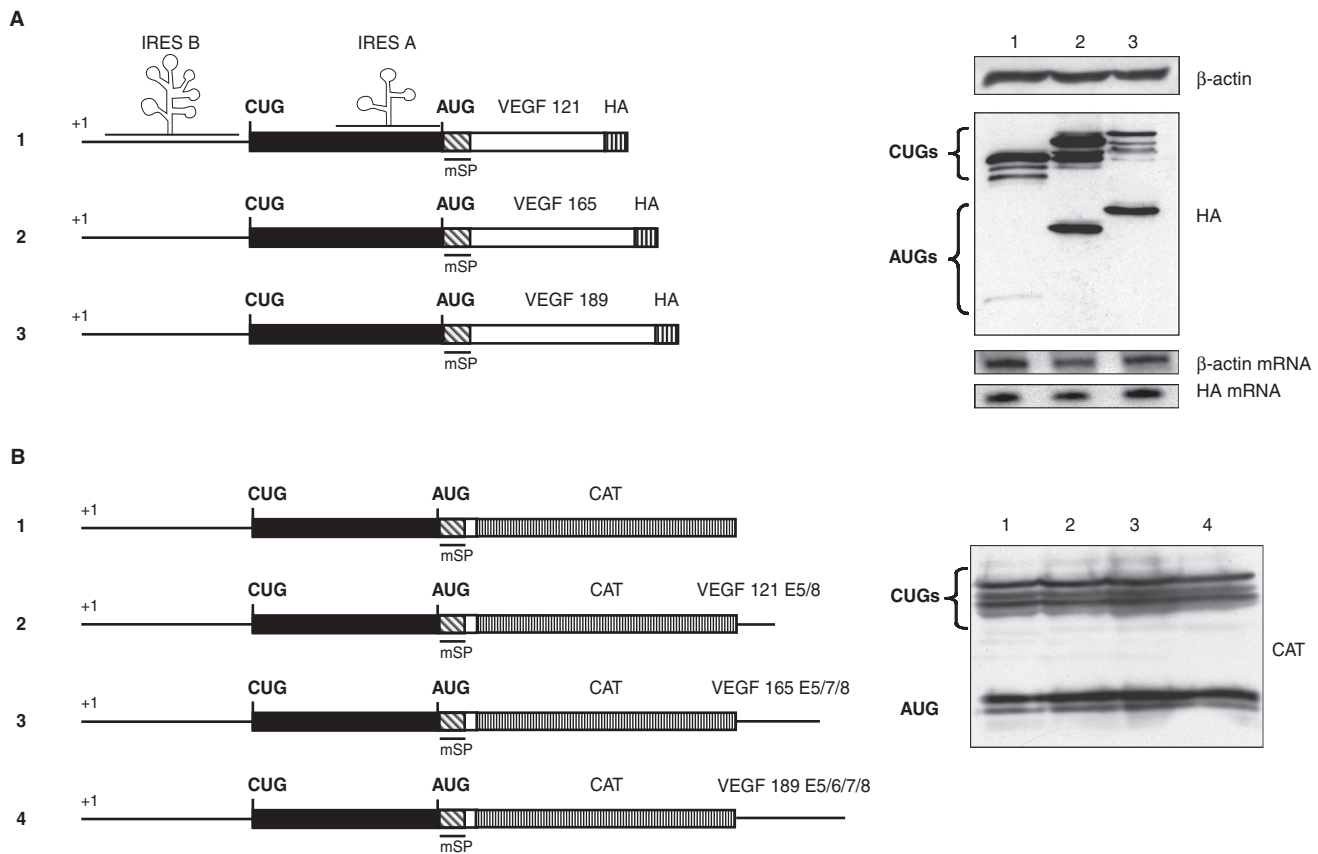 A
IRES B
IRES A
CUG
AUG
VEGF 121
HA
+1
1
mSP
CUG
AUG
VEGF 165
HA
+1
2
mSP
CUG
AUG
VEGF 189
HA
+1
3
mSP
1 2 3
β-actin
CUGs
HA
AUGs
β-actin mRNA
HA mRNA
B
CUG
AUG
CAT
+1
1
mSP
CUG
AUG
CAT
VEGF 121 E5/8
+1
2
mSP
CUG
AUG
CAT
VEGF 165 E5/7/8
+1
3
mSP
CUG
AUG
CAT
VEGF 189 E5/6/7/8
+1
4
mSP
1 2 3 4
CUGs
CAT
AUG